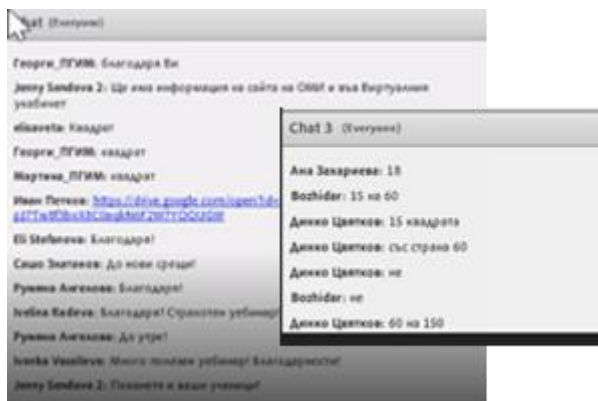 Chat (Everyone)
Георги_ПГИМ: благодаря Ви
Jenny Sendova 2: Ще има информация на сайта на ОМИ и във Виртуалния
уебинет
elisaveta: Квадрат
Георги_ПГИМ: квадрат
Мартина_ПГИМ: квадрат
Иван Петков: https://drive.google.com/open?id=
Eli Stefanova: Благодаря!
Сашо Златанов: До нови срещи!
Румяна Ангелова: Благодаря!
Ivelina Radeva: Благодаря! Страхотен уебинар!
Румяна Ангелова: До утре!
Ivanka Vassileva: Много полезен уебинар! Благодарности!
Jenny Sendova 2: Поканете и ваши ученици!
Chat 3 (Everyone)
Ана Захариева: 18
Bozhidar: 15 на 60
Динко Цветков: 15 квадрата
Динко Цветков: със страна 60
Динко Цветков: не
Bozhidar: не
Динко Цветков: 60 на 150